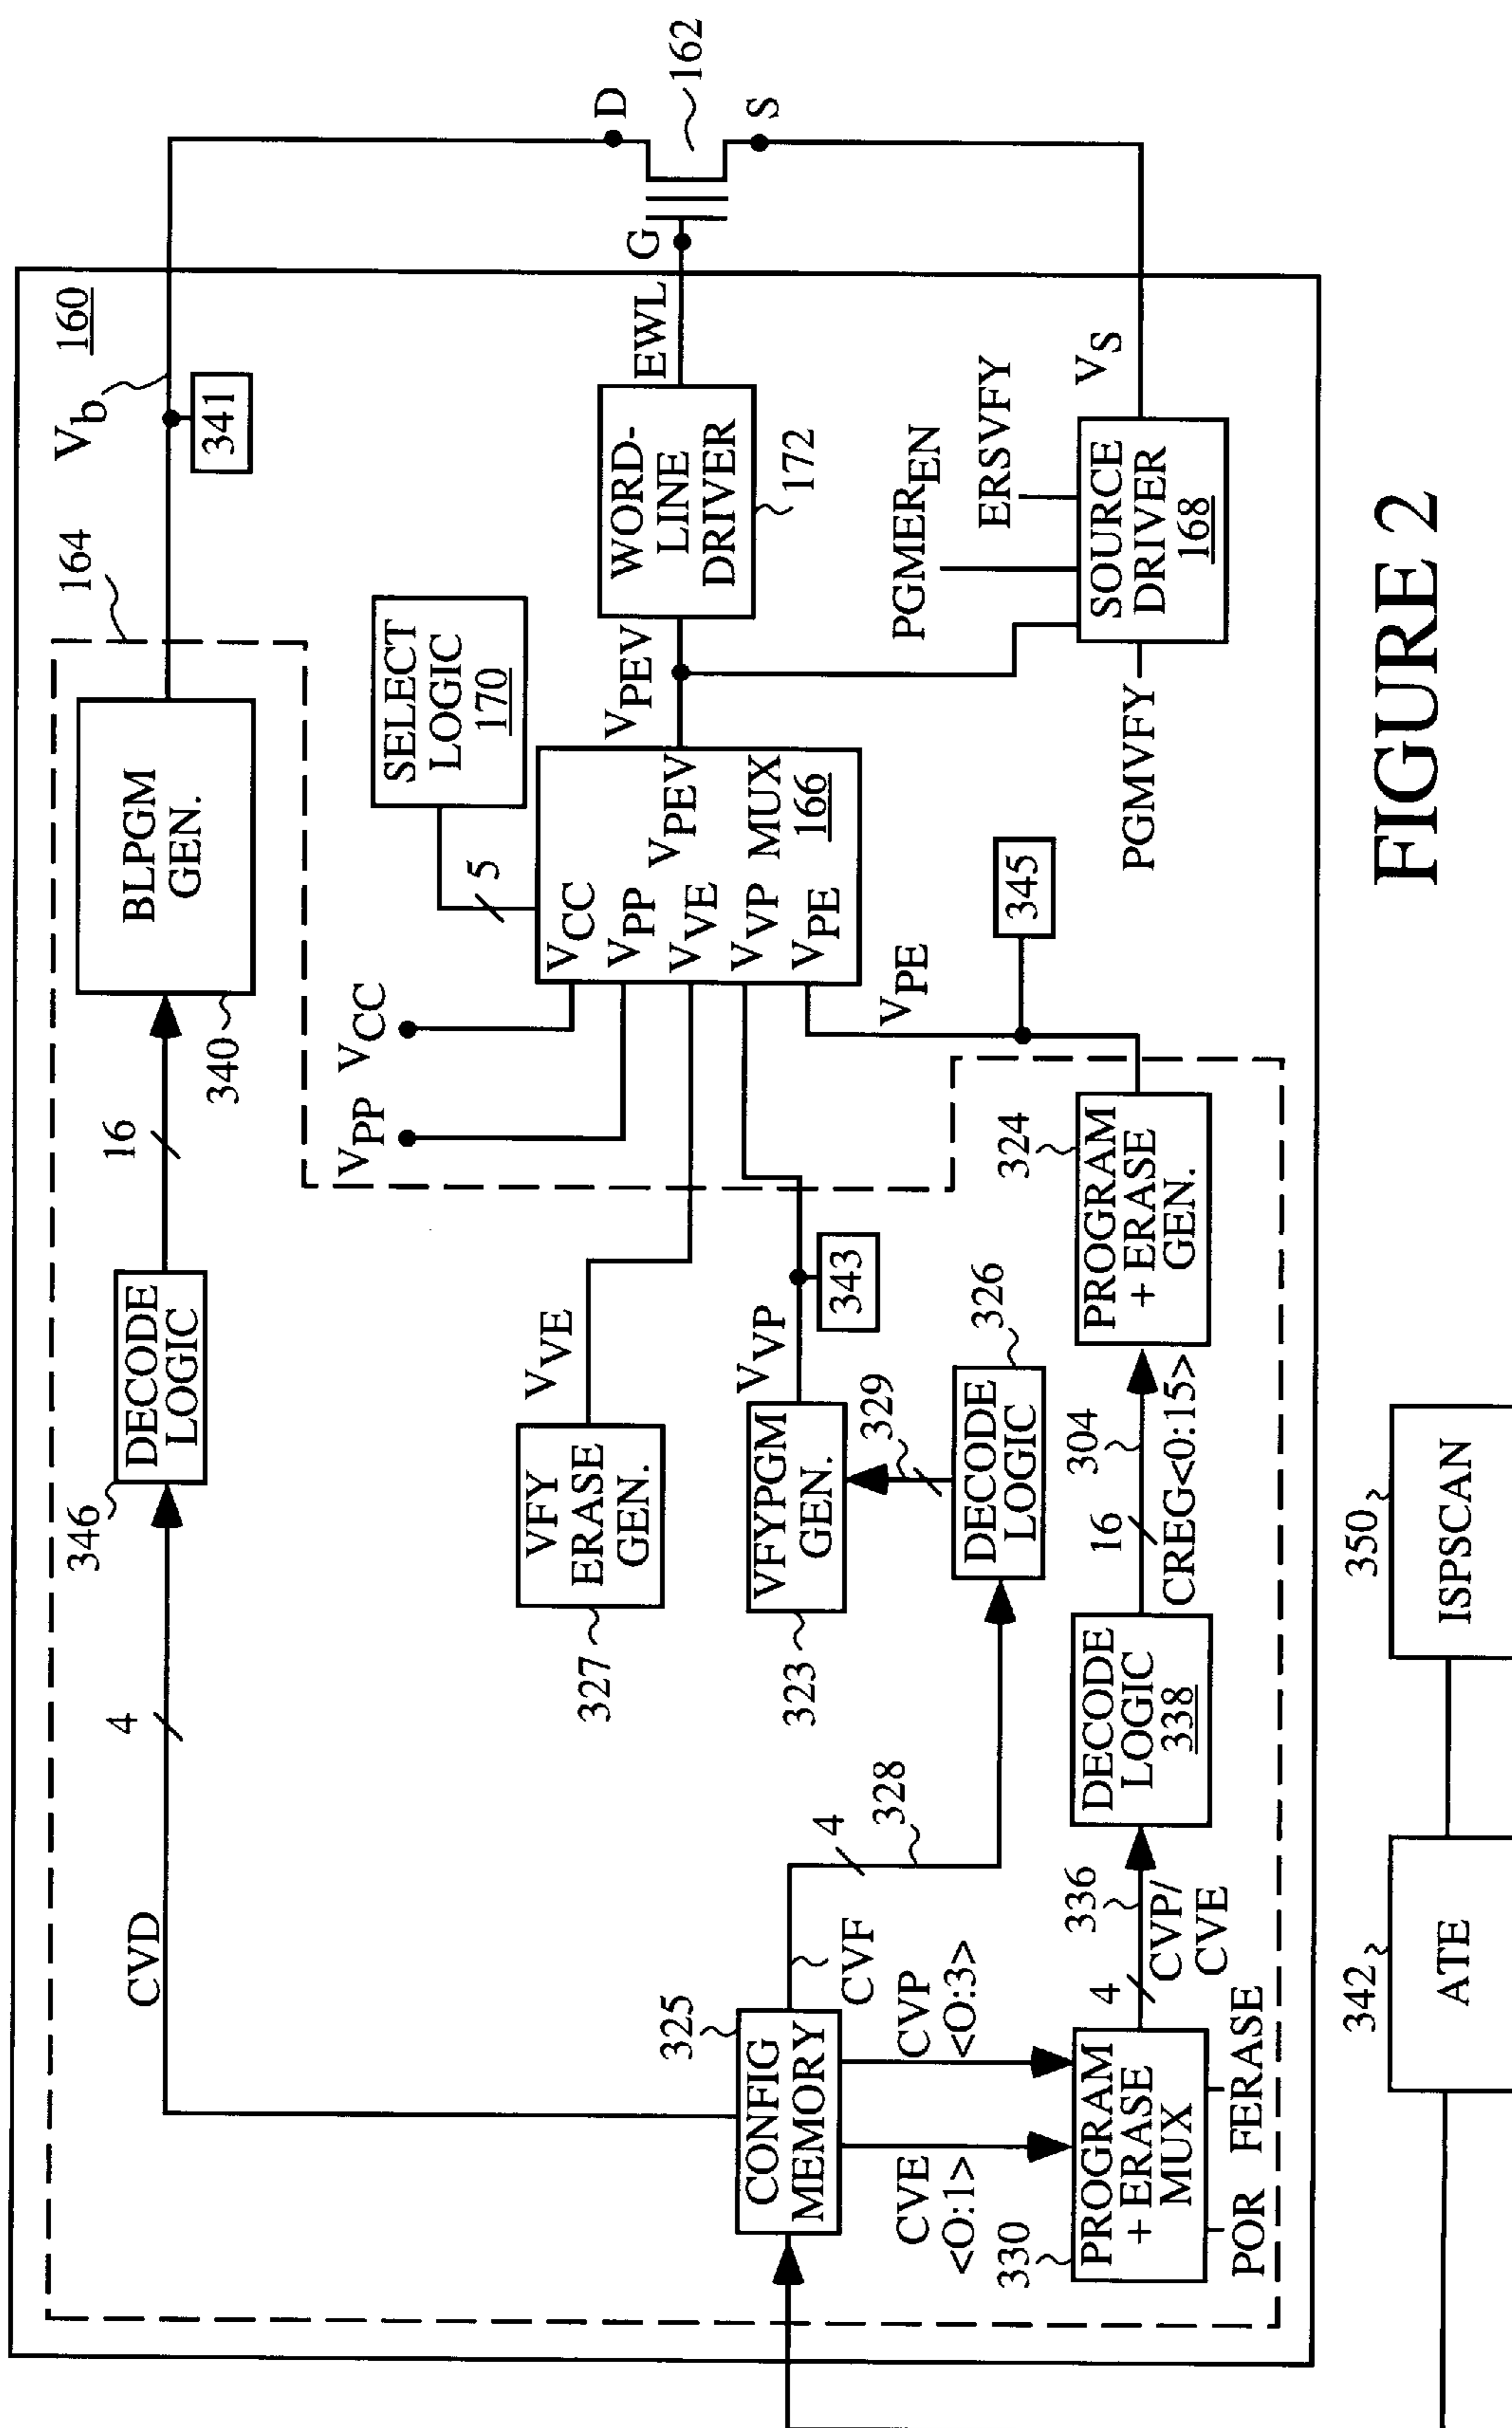 164
V_b
160
CVD
4
346
DECODE
LOGIC
16
340
BLPGM
GEN.
341
D
162
S
G
V_PP
V_CC
SELECT
LOGIC
170
5
V_CC
V_PP
V_VE
V_VP
V_PE
V_PEV
MUX
166
V_PEV
WORD-
LINE
DRIVER
172
EWL
327
VFY
ERASE
GEN.
V_VE
323
VFYPGM
GEN.
V_VP
343
329
DECODE
LOGIC
326
325
CONFIG
MEMORY
CVF
4
328
CVE
<O:1>
CVP
<O:3>
330
PROGRAM
+ ERASE
MUX
POR
FERASE
4
336
CVP/
CVE
DECODE
LOGIC
338
16
304
CREG<0:15>
324
PROGRAM
+ ERASE
GEN.
V_PE
345
PGMVFY
PGMER_EN
ERSVFY
SOURCE
DRIVER
168
V_S
342
ATE
350
ISPSCAN
FIGURE 2